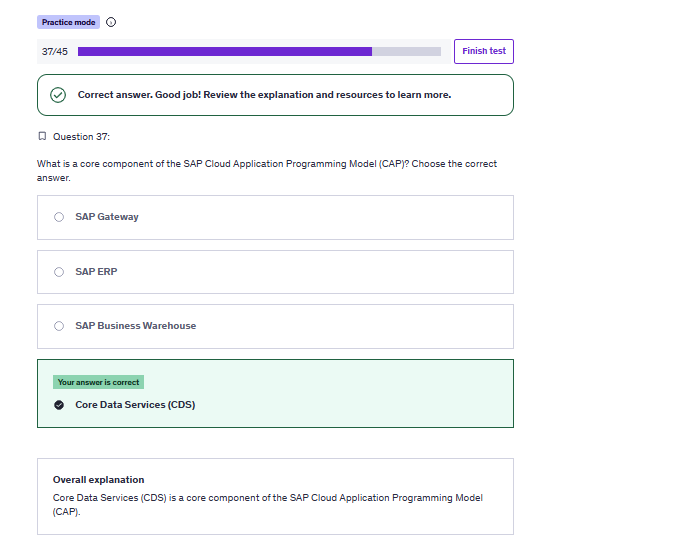 Practice mode
37/45
Finish test
Correct answer. Good job! Review the explanation and resources to learn more.
Question 37:
What is a core component of the SAP Cloud Application Programming Model (CAP)? Choose the correct
answer.
SAP Gateway
SAP ERP
SAP Business Warehouse
Your answer is correct
Core Data Services (CDS)
Overall explanation
Core Data Services (CDS) is a core component of the SAP Cloud Application Programming Model
(CAP).